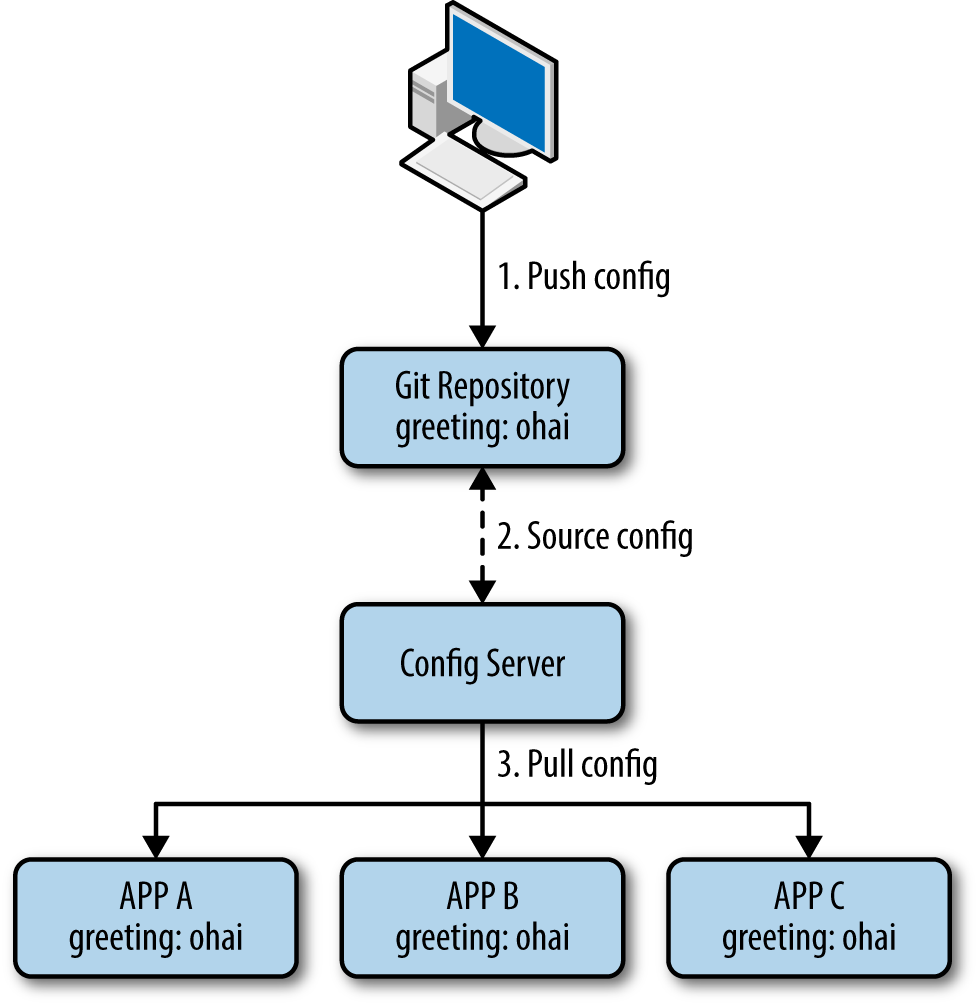 1. Push config
Git Repository
greeting: ohai
2. Source config
Config Server
3. Pull config
APP A
greeting: ohai
APP B
greeting: ohai
APP C
greeting: ohai